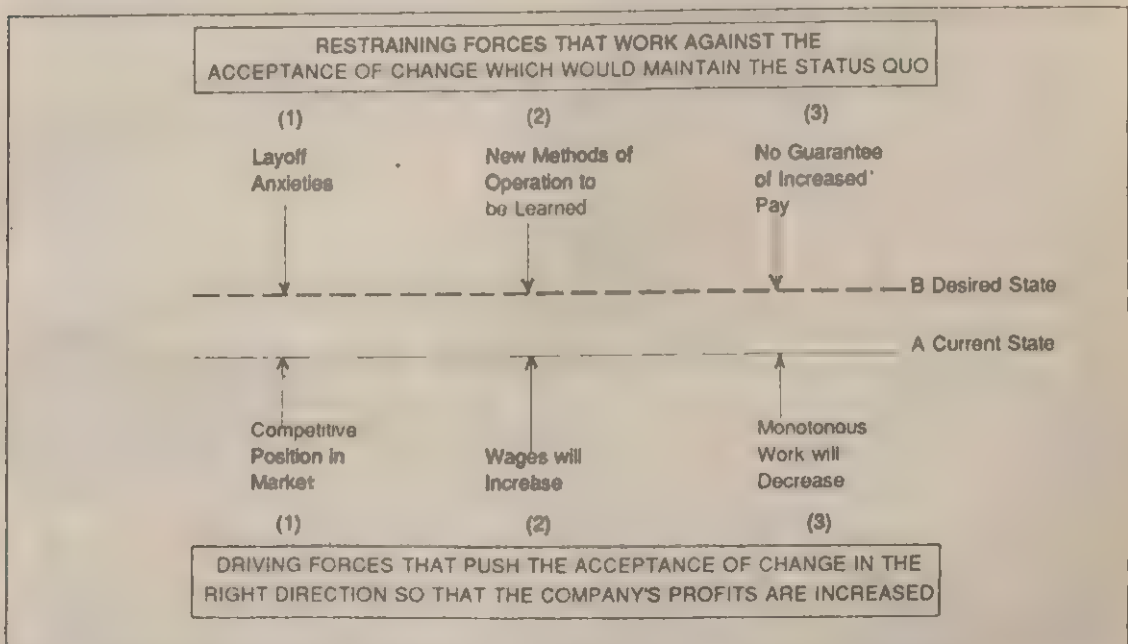 RESTRAINING FORCES THAT WORK AGAINST THE
ACCEPTANCE OF CHANGE WHICH WOULD MAINTAIN THE STATUS QUO
(1)
Layoff
Anxieties
(2)
New Methods of
Operation to
be Learned
(3)
No Guarantee
of Increased
Pay
B Desired State
A Current State
Competitive
Position in
Market
(1)
Wages will
Increase
(2)
Monotonous
Work will
Decrease
(3)
DRIVING FORCES THAT PUSH THE ACCEPTANCE OF CHANGE IN THE
RIGHT DIRECTION SO THAT THE COMPANY'S PROFITS ARE INCREASED